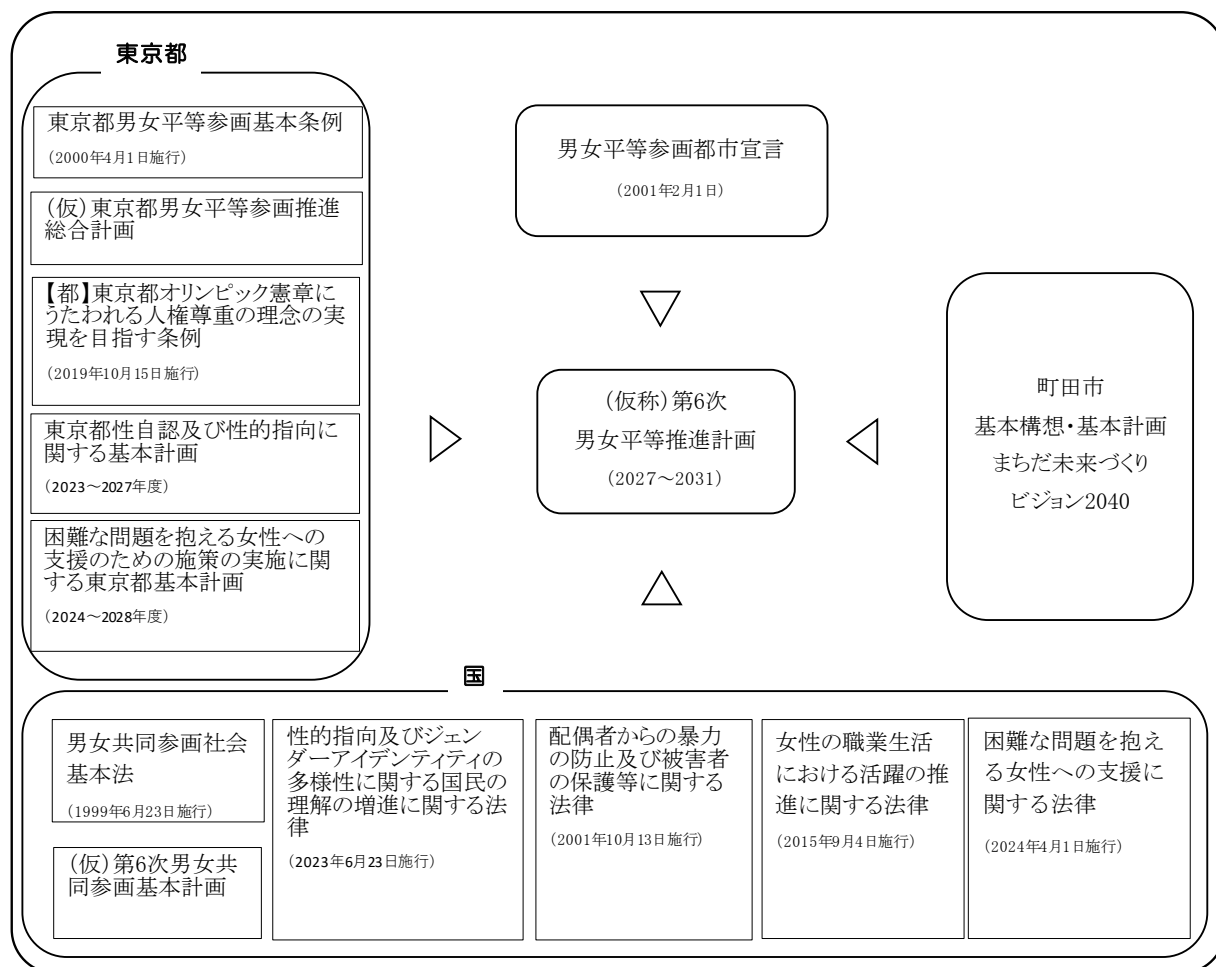 東京都
東京都男女平等参画基本条例
（2000年4月1日施行）
（仮）東京都男女平等参画推進
総合計画
【都】東京都オリンピック憲章に
うたわれる人権尊重の理念の実
現を目指す条例
（2019年10月15日施行）
東京都性自認及び性的指向に
関する基本計画
（2023～2027年度）
困難な問題を抱える女性への
支援のための施策の実施に関
する東京都基本計画
（2024～2028年度）
男女平等参画都市宣言
（2001年2月1日）
（仮称）第6次
男女平等推進計画
（2027～2031）
町田市
基本構想・基本計画
まちだ未来づくり
ビジョン2040
国
男女共同参画社会
基本法
（1999年6月23日施行）
（仮）第6次男女共
同参画基本計画
性的指向及びジェン
ダーアイデンティティの
多様性に関する国民の
理解の増進に関する法
律
（2023年6月23日施行）
配偶者からの暴力
の防止及び被害者
の保護等に関する
法律
（2001年10月13日施行）
女性の職業生活
における活躍の推
進に関する法律
（2015年9月4日施行）
困難な問題を抱え
る女性への支援に
関する法律
（2024年4月1日施行）